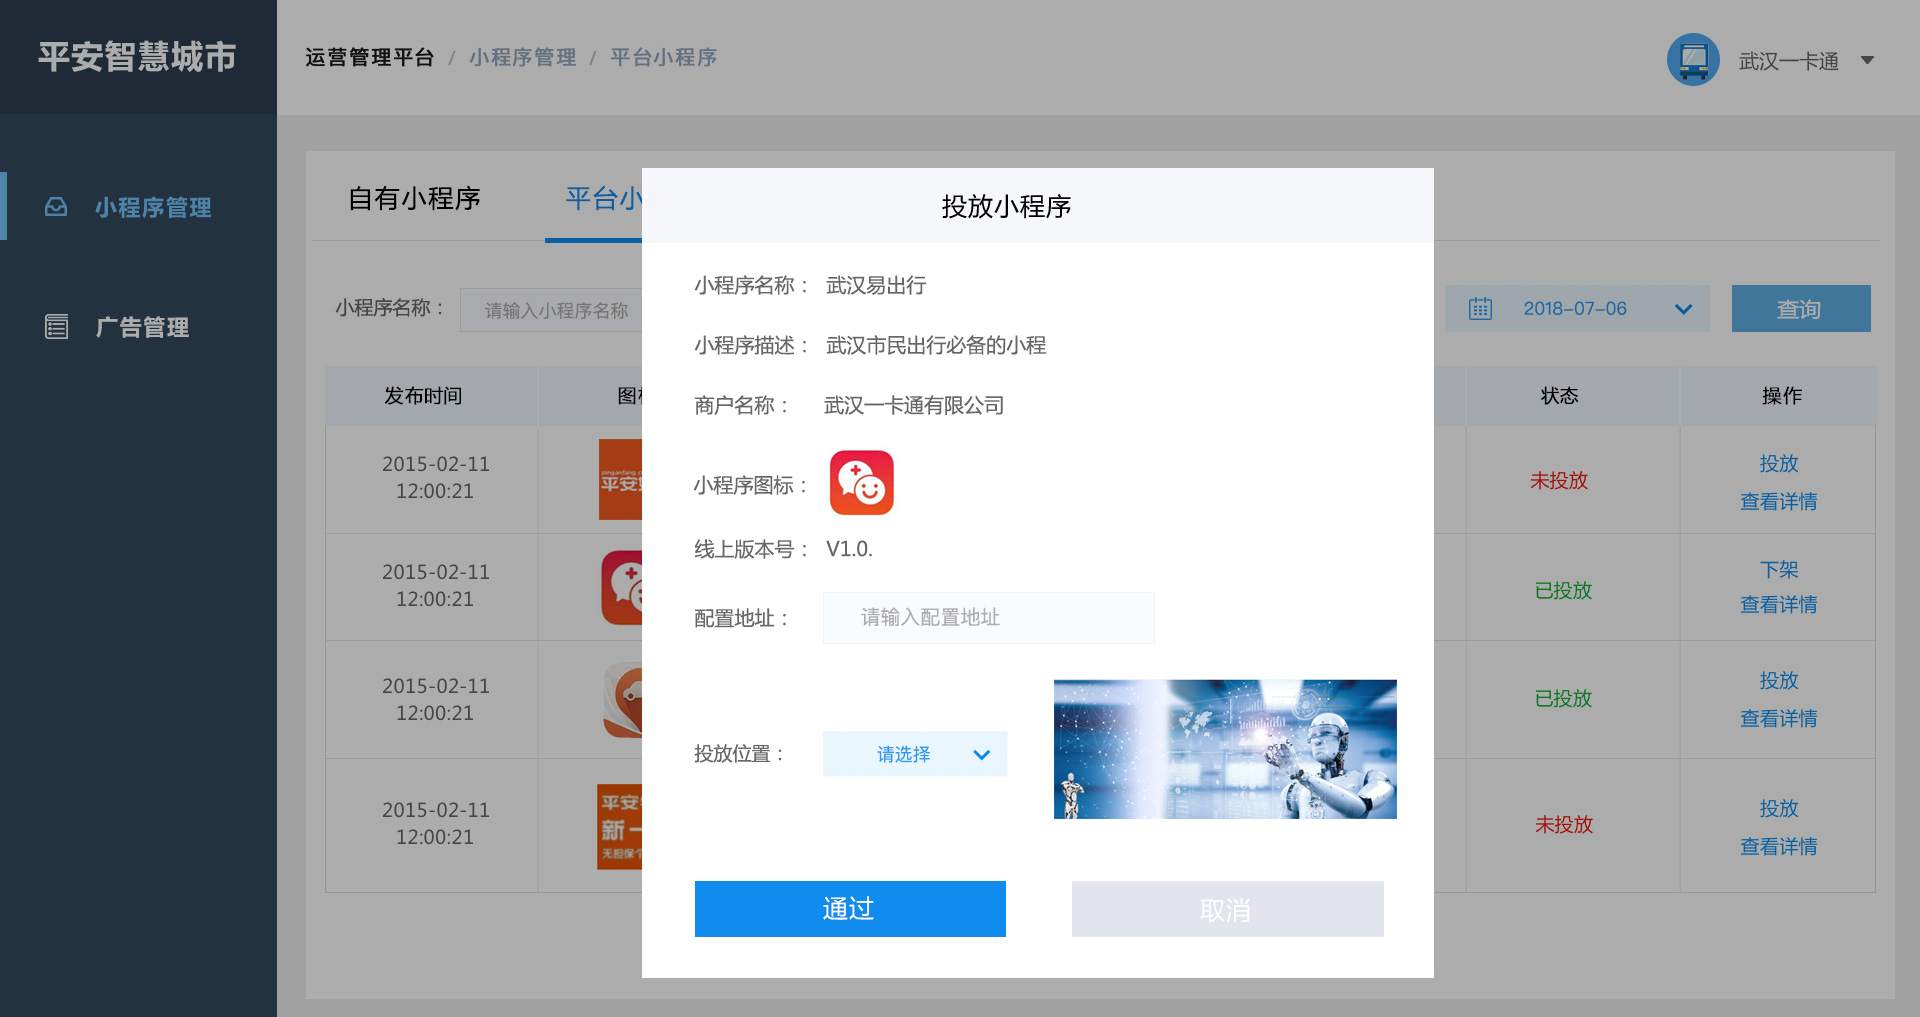 平安智慧城市
运营管理平台 / 小程序管理 / 平台小程序
武汉一卡通
小程序管理
广告管理
自有小程序
平台小
小程序名称：
请输入小程序名称
2018-07-06
查询
发布时间
图
状态
操作
2015-02-11
12:00:21
平安
未投放
投放
查看详情
2015-02-11
12:00:21
已投放
下架
查看详情
2015-02-11
12:00:21
已投放
投放
查看详情
2015-02-11
12:00:21
平安
新一
无担保个
未投放
投放
查看详情
投放小程序
小程序名称： 武汉易出行
小程序描述： 武汉市民出行必备的小程
商户名称： 武汉一卡通有限公司
小程序图标：
线上版本号： V1.0.
配置地址： 请输入配置地址
投放位置： 请选择
通过
取消